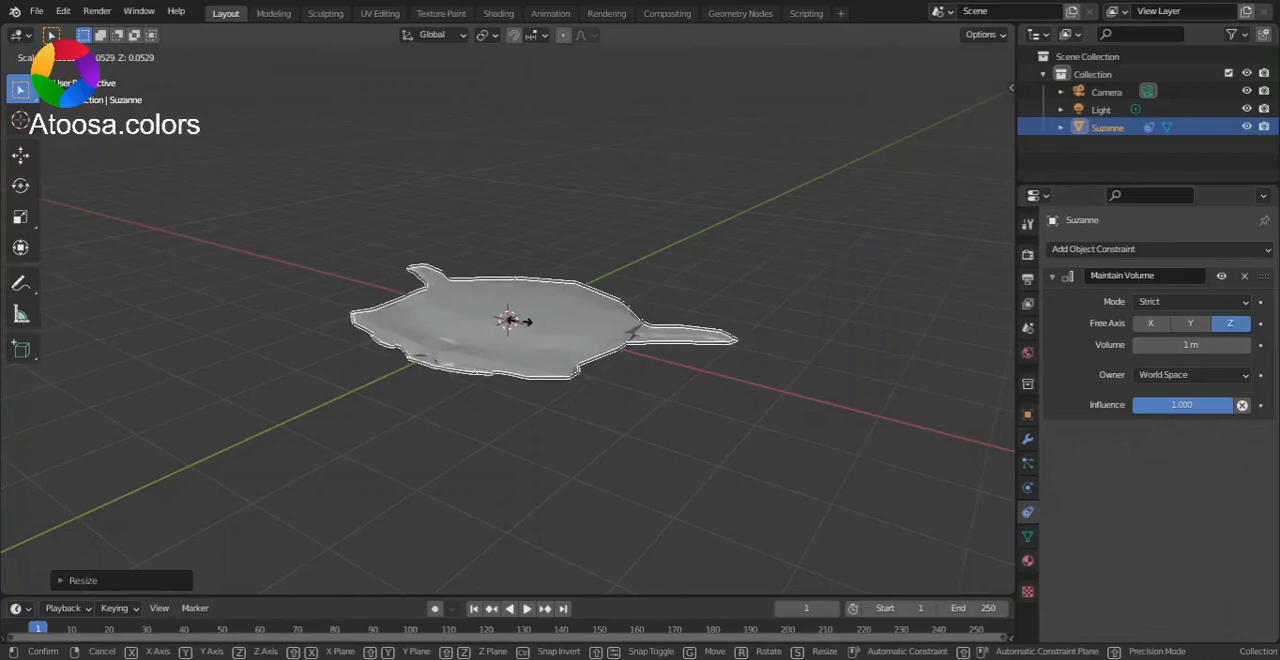 File Edit Render Window Help Layout Modeling Sculpting UV Editing Texture Paint Shading Animation Rendering Compositing Geometry Nodes Scripting + Scene View Layer
Global Options
Scal .0529 Z: 0.0529
User Perspective
ection | Suzanne
Atoosa.colors
Scene Collection
Collection
Camera
Light
Suzanne
Suzanne
Add Object Constraint
Maintain Volume
Mode Strict
Free Axis X Y Z
Volume 1 m
Owner World Space
Influence 1.000
Resize
Playback Keying View Marker 1 Start 1 End 250
1 10 20 30 40 50 60 70 80 90 100 110 120 130 140 150 160 170 180 190 200 210 220 230 240 250
Confirm Cancel X X Axis Y Y Axis Z Z Axis X X Plane Y Y Plane Z Z Plane Ctrl Snap Invert Snap Toggle G Move R Rotate S Resize Automatic Constraint Automatic Constraint Plane Precision Mode Collection